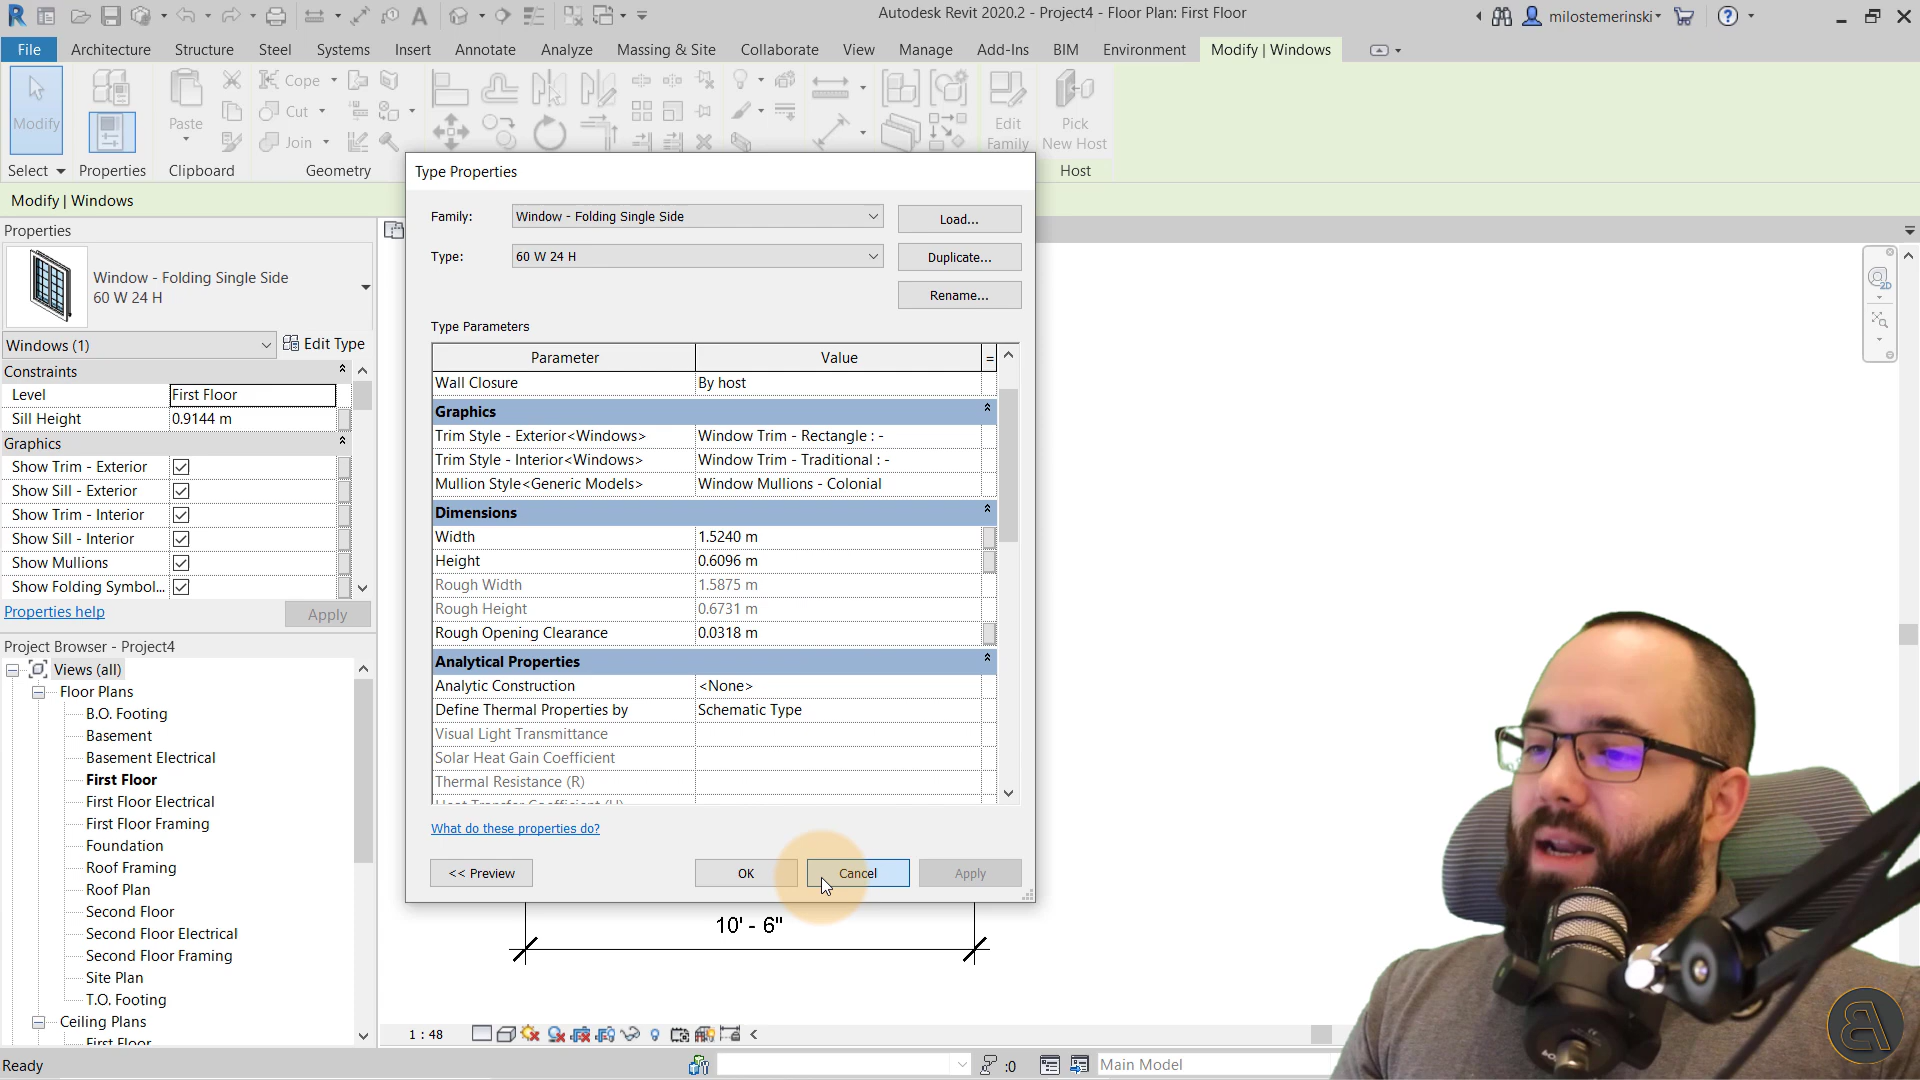 Autodesk Revit 2020.2 - Project4 - Floor Plan: First Floor
milostemerinski
File
Architecture
Structure
Steel
Systems
Insert
Annotate
Analyze
Massing & Site
Collaborate
View
Manage
Add-Ins
BIM
Environment
Modify | Windows
Modify
Paste
Cope
Cut
Join
Edit
Family
Pick
New Host
Select
Properties
Clipboard
Geometry
Host
Modify | Windows
Properties
Window - Folding Single Side
60 W 24 H
Windows (1)
Edit Type
Constraints
Level First Floor
Sill Height 0.9144 m
Graphics
Show Trim - Exterior
Show Sill - Exterior
Show Trim - Interior
Show Sill - Interior
Show Mullions
Show Folding Symbol...
Properties help
Apply
Project Browser - Project4
Views (all)
Floor Plans
B.O. Footing
Basement
Basement Electrical
First Floor
First Floor Electrical
First Floor Framing
Foundation
Roof Framing
Roof Plan
Second Floor
Second Floor Electrical
Second Floor Framing
Site Plan
T.O. Footing
Ceiling Plans
First Floor
Type Properties
Family: Window - Folding Single Side Load...
Type: 60 W 24 H Duplicate...
Rename...
Type Parameters
Parameter Value =
Wall Closure By host
Graphics
Trim Style - Exterior<Windows> Window Trim - Rectangle : -
Trim Style - Interior<Windows> Window Trim - Traditional : -
Mullion Style<Generic Models> Window Mullions - Colonial
Dimensions
Width 1.5240 m
Height 0.6096 m
Rough Width 1.5875 m
Rough Height 0.6731 m
Rough Opening Clearance 0.0318 m
Analytical Properties
Analytic Construction <None>
Define Thermal Properties by Schematic Type
Visual Light Transmittance
Solar Heat Gain Coefficient
Thermal Resistance (R)
Heat Transfer Coefficient (U)
What do these properties do?
<< Preview OK Cancel Apply
10' - 6"
2D
1 : 48
Ready
:0
Main Model